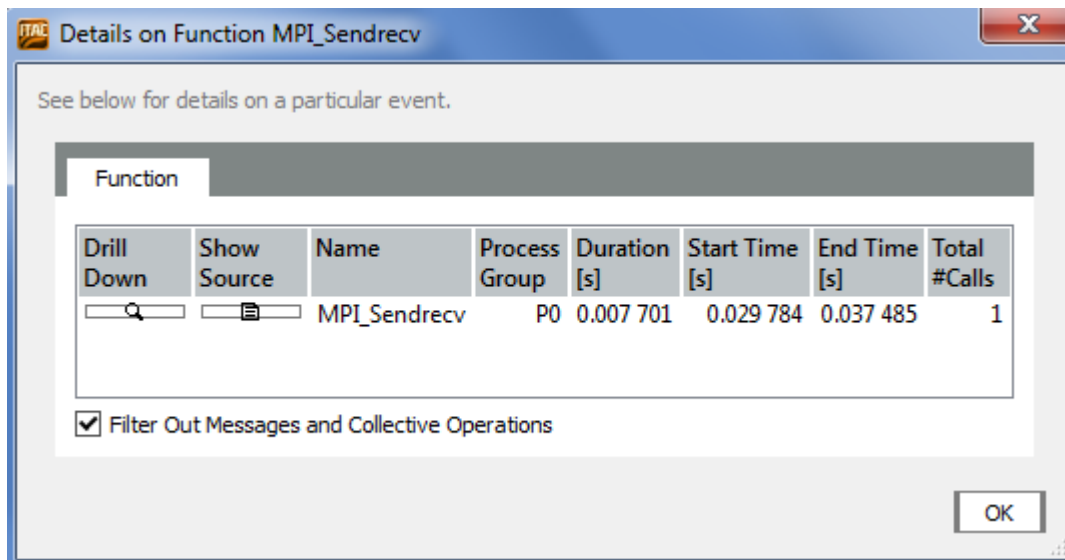 ITAC
Details on Function MPI_Sendrecv
See below for details on a particular event.
Function
Drill Down Show Source Name Process Group Duration [s] Start Time [s] End Time [s] Total #Calls
MPI_Sendrecv P0 0.007 701 0.029 784 0.037 485 1
Filter Out Messages and Collective Operations
OK